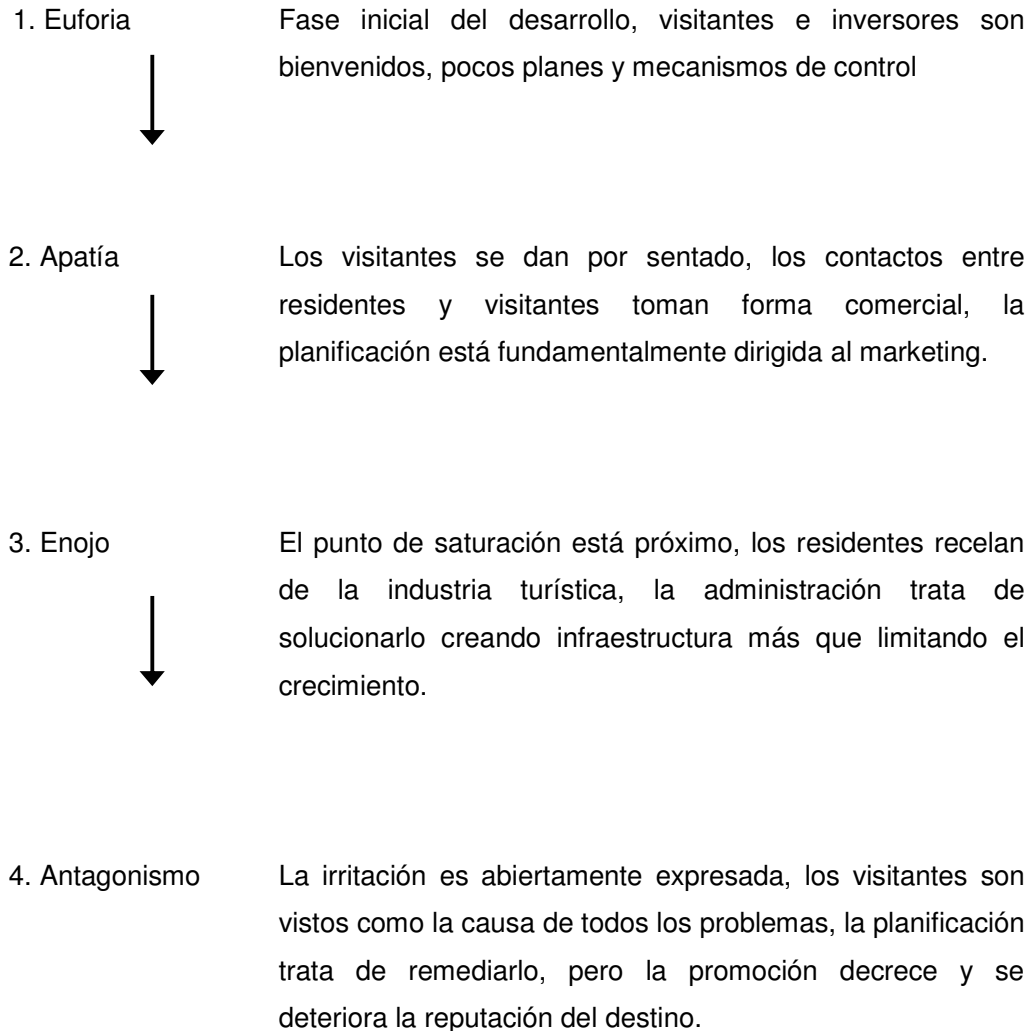 1. Euforia Fase inicial del desarrollo, visitantes e inversores son
bienvenidos, pocos planes y mecanismos de control
2. Apatía Los visitantes se dan por sentado, los contactos entre
residentes y visitantes toman forma comercial, la
planificación está fundamentalmente dirigida al marketing.
3. Enojo El punto de saturación está próximo, los residentes recelan
de la industria turística, la administración trata de
solucionarlo creando infraestructura más que limitando el
crecimiento.
4. Antagonismo La irritación es abiertamente expresada, los visitantes son
vistos como la causa de todos los problemas, la planificación
trata de remediarlo, pero la promoción decrece y se
deteriora la reputación del destino.